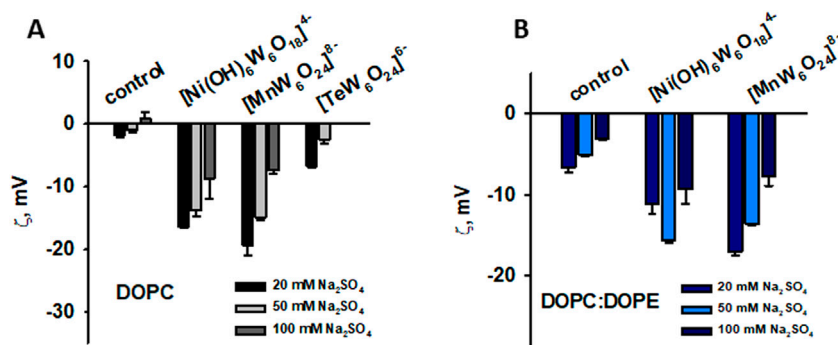 A
control
[Ni(OH)₆W₆O₁₈]⁴⁻
[MnW₆O₂₄]⁸⁻
[TeW₆O₂₄]⁶⁻
10
0
-10
-20
-30
ζ, mV
DOPC
20 mM Na₂SO₄
50 mM Na₂SO₄
100 mM Na₂SO₄
B
control
[Ni(OH)₆W₆O₁₈]⁴⁻
[MnW₆O₂₄]⁸⁻
0
-10
-20
ζ, mV
DOPC:DOPE
20 mM Na₂SO₄
50 mM Na₂SO₄
100 mM Na₂SO₄